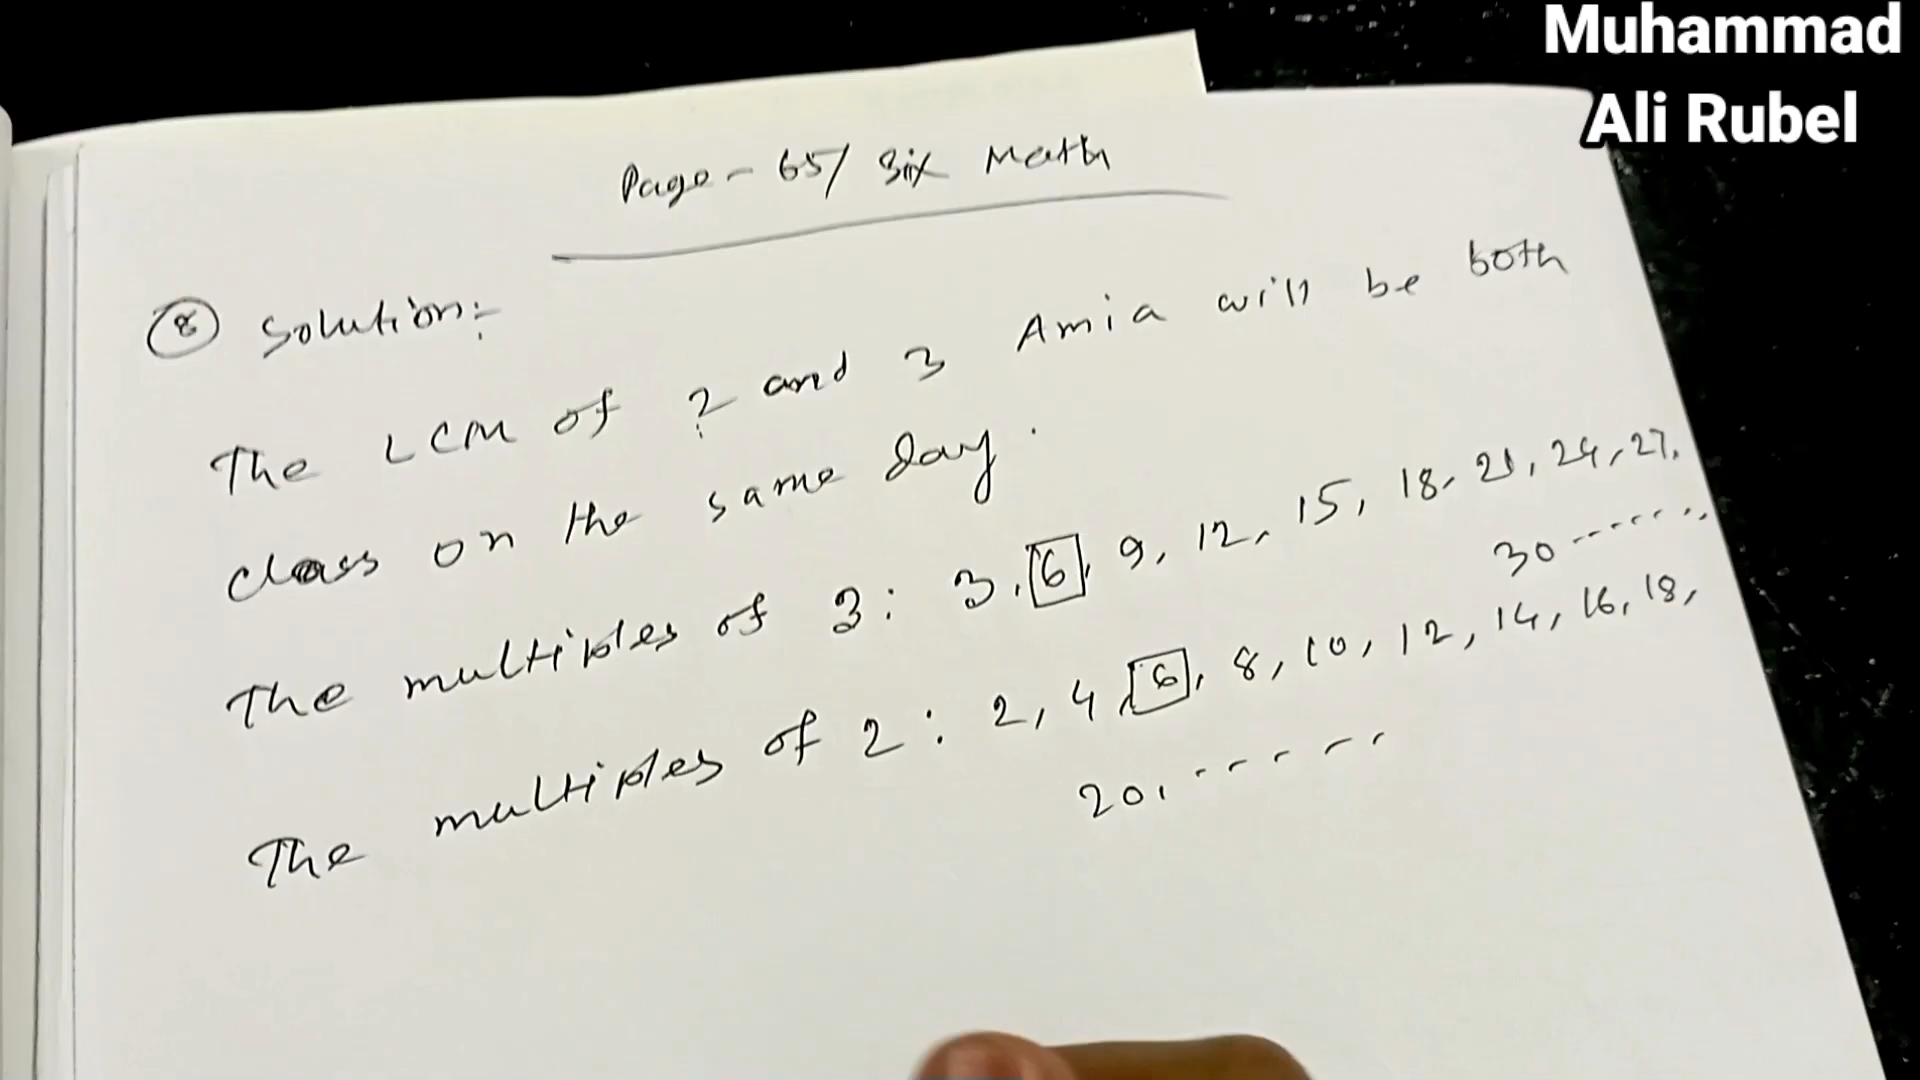 Muhammad
Ali Rubel
Page - 65/ Six Math
⑧ Solution:-
The LCM of 2 and 3 Amia will be both
class on the same day.
The multiples of 3: 3, 6, 9, 12, 15, 18, 21, 24, 27,
30 ......
The multiples of 2: 2, 4, 6, 8, 10, 12, 14, 16, 18,
20, ......